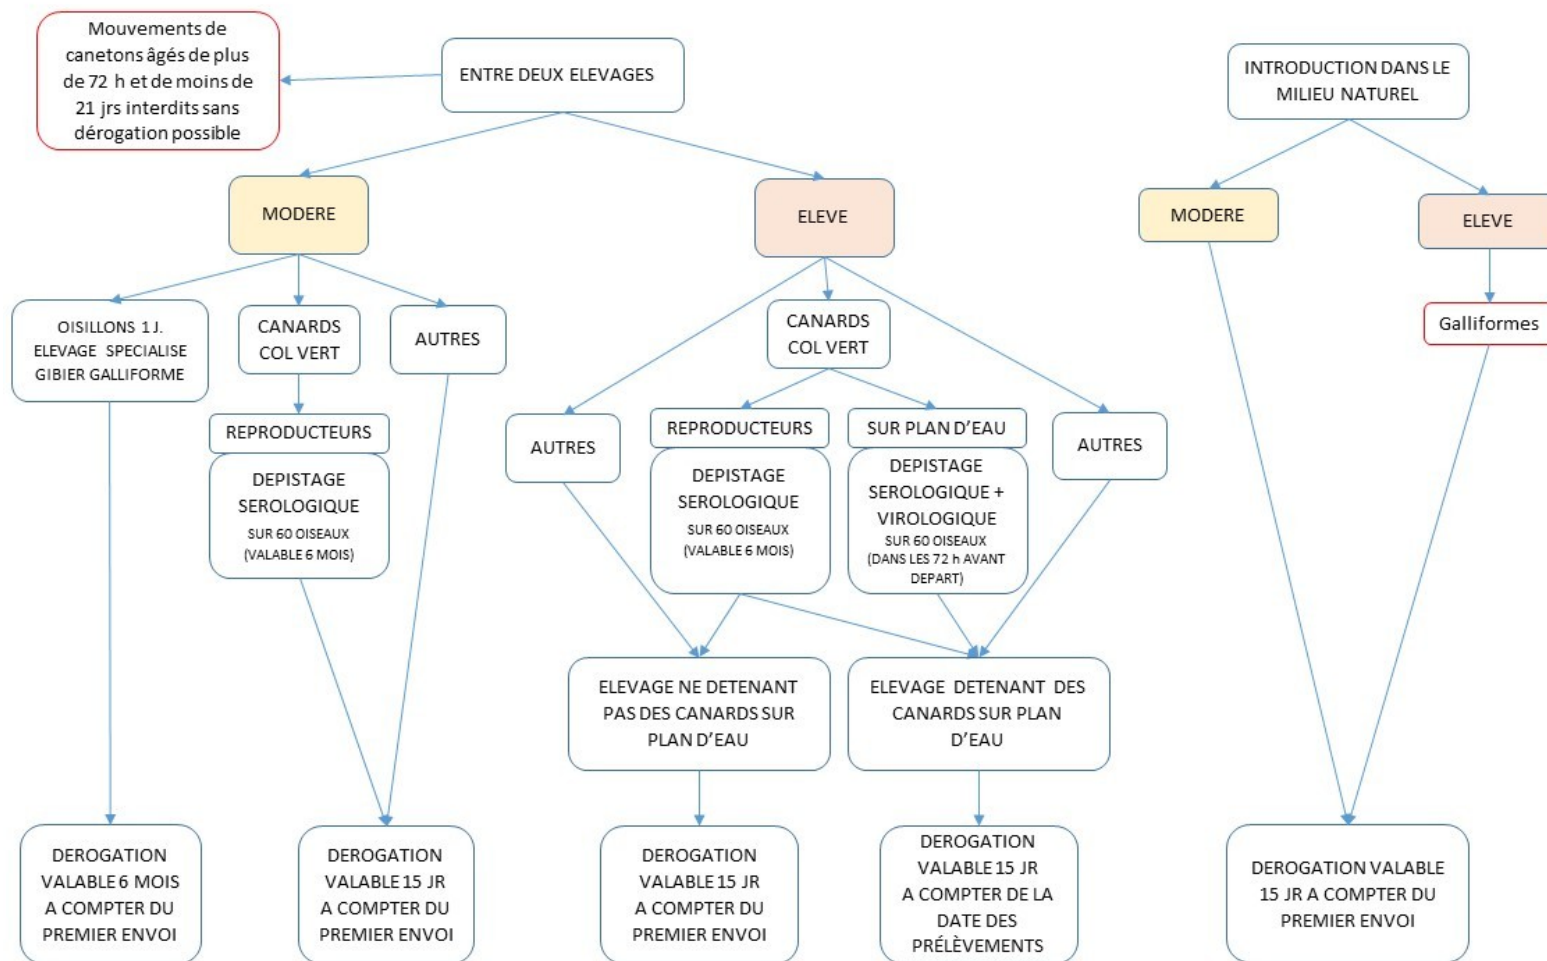 Mouvements de
canetons âgés de plus
de 72 h et de moins de
21 jrs interdits sans
dérogation possible
ENTRE DEUX ELEVAGES
INTRODUCTION DANS LE
MILIEU NATUREL
MODERE
ELEVE
MODERE
ELEVE
OISILLONS 1 J.
ELEVAGE SPECIALISE
GIBIER GALLIFORME
CANARDS
COL VERT
AUTRES
CANARDS
COL VERT
Galliformes
REPRODUCTEURS
DEPISTAGE
SEROLOGIQUE
SUR 60 OISEAUX
(VALABLE 6 MOIS)
AUTRES
REPRODUCTEURS
DEPISTAGE
SEROLOGIQUE
SUR 60 OISEAUX
(VALABLE 6 MOIS)
SUR PLAN D'EAU
DEPISTAGE
SEROLOGIQUE +
VIROLOGIQUE
SUR 60 OISEAUX
(DANS LES 72 h AVANT
DEPART)
AUTRES
ELEVAGE NE DETENANT
PAS DES CANARDS SUR
PLAN D'EAU
ELEVAGE DETENANT DES
CANARDS SUR PLAN
D'EAU
DEROGATION
VALABLE 6 MOIS
A COMPTER DU
PREMIER ENVOI
DEROGATION
VALABLE 15 JR
A COMPTER DU
PREMIER ENVOI
DEROGATION
VALABLE 15 JR
A COMPTER DU
PREMIER ENVOI
DEROGATION
VALABLE 15 JR
A COMPTER DE LA
DATE DES
PRÉLÈVEMENTS
DEROGATION VALABLE
15 JR A COMPTER DU
PREMIER ENVOI